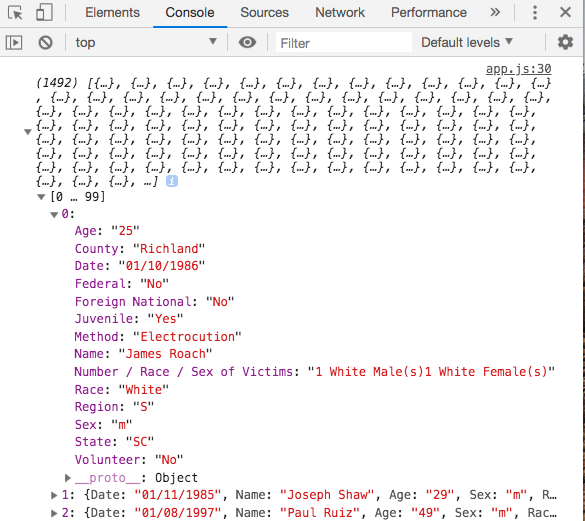 Elements Console Sources Network Performance »
top Filter Default levels
app.js:30
(1492) [{…}, {…}, {…}, {…}, {…}, {…}, {…}, {…}, {…}, {…}, {…}, {…}, {…}
, {…}, {…}, {…}, {…}, {…}, {…}, {…}, {…}, {…}, {…}, {…}, {…}, {…}, {…},
{…}, {…}, {…}, {…}, {…}, {…}, {…}, {…}, {…}, {…}, {…}, {…}, {…}, {…},
{…}, {…}, {…}, {…}, {…}, {…}, {…}, {…}, {…}, {…}, {…}, {…}, {…}, {…},
{…}, {…}, {…}, {…}, {…}, {…}, {…}, {…}, {…}, {…}, {…}, {…}, {…}, {…},
{…}, {…}, {…}, {…}, {…}, {…}, {…}, {…}, {…}, {…}, {…}, {…}, {…}, {…},
{…}, {…}, {…}, {…}, {…}, {…}, {…}, {…}, {…}, {…}, {…}, {…}, {…}, {…},
{…}, {…}, {…}, …] i
[0 … 99]
0:
Age: "25"
County: "Richland"
Date: "01/10/1986"
Federal: "No"
Foreign National: "No"
Juvenile: "Yes"
Method: "Electrocution"
Name: "James Roach"
Number / Race / Sex of Victims: "1 White Male(s)1 White Female(s)"
Race: "White"
Region: "S"
Sex: "m"
State: "SC"
Volunteer: "No"
__proto__: Object
1: {Date: "01/11/1985", Name: "Joseph Shaw", Age: "29", Sex: "m", R…
2: {Date: "01/08/1997", Name: "Paul Ruiz", Age: "49", Sex: "m", Rac…